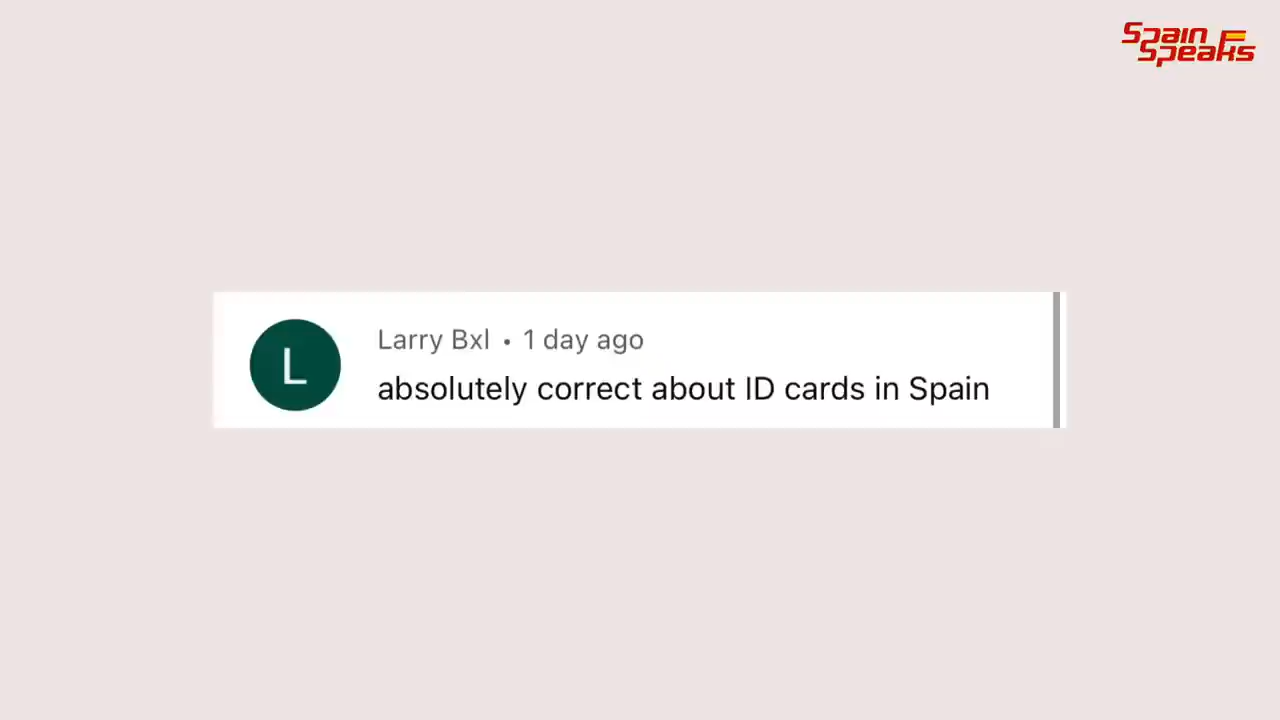 Spain
Speaks
L
Larry Bxl • 1 day ago
absolutely correct about ID cards in Spain